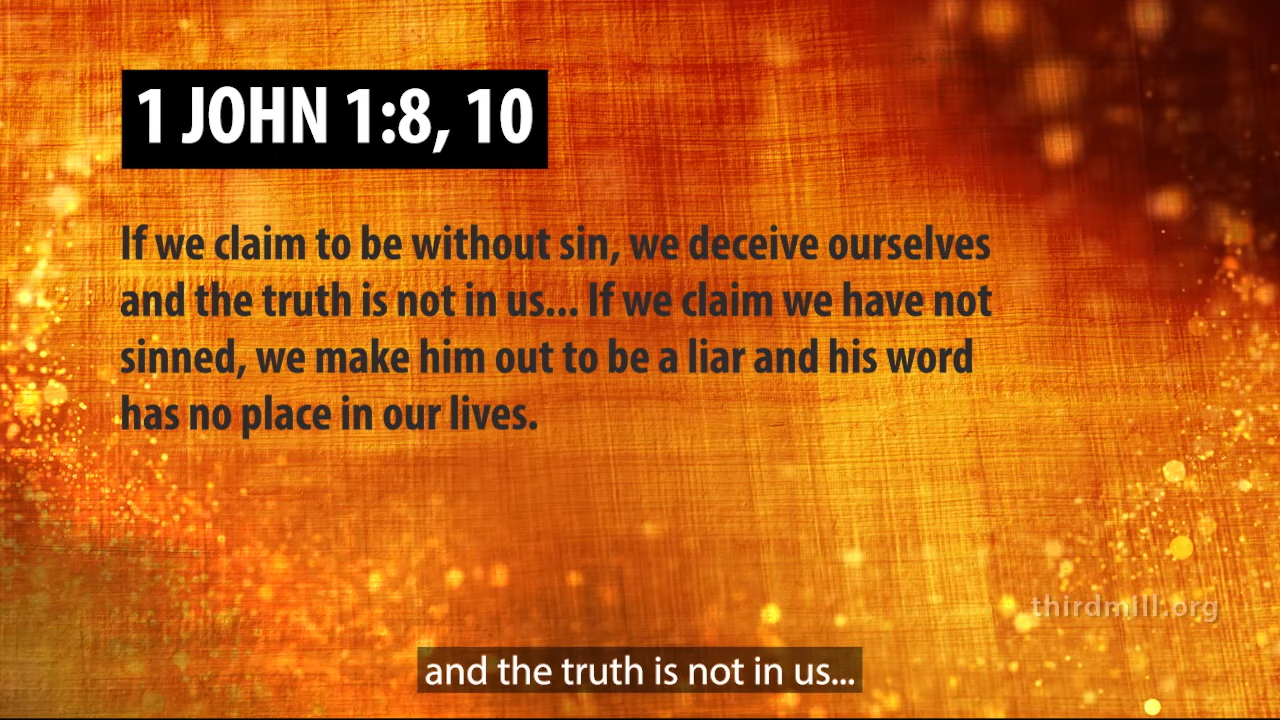 1 JOHN 1:8, 10
If we claim to be without sin, we deceive ourselves
and the truth is not in us... If we claim we have not
sinned, we make him out to be a liar and his word
has no place in our lives.
thirdmill.org
and the truth is not in us...